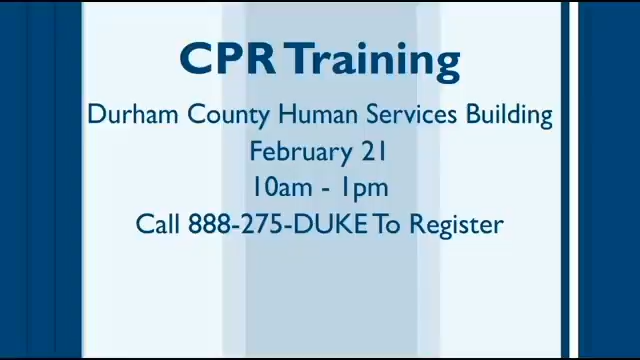 CPR Training
Durham County Human Services Building
February 21
10am - 1pm
Call 888-275-DUKE To Register